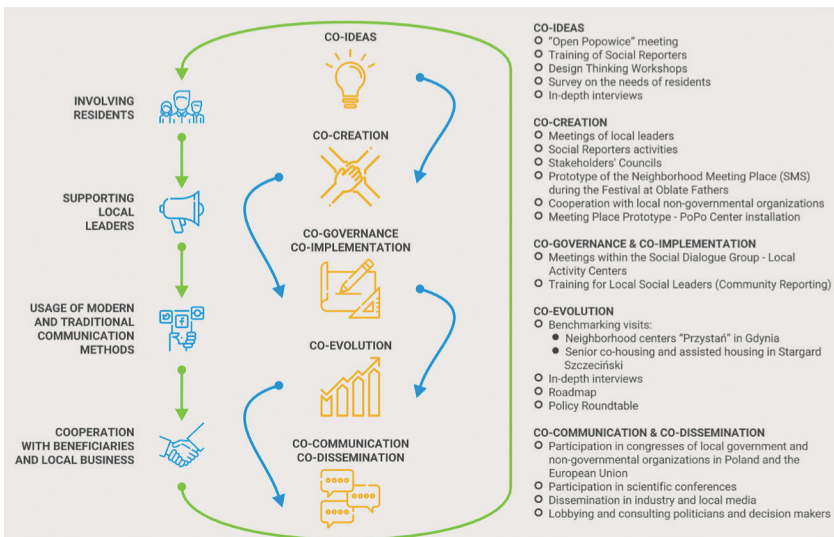 INVOLVING
RESIDENTS
SUPPORTING
LOCAL
LEADERS
USAGE OF MODERN
AND TRADITIONAL
COMMUNICATION
METHODS
COOPERATION
WITH BENEFICIARIES
AND LOCAL BUSINESS
CO-IDEAS
CO-CREATION
CO-GOVERNANCE
CO-IMPLEMENTATION
CO-EVOLUTION
CO-COMMUNICATION
CO-DISSEMINATION
CO-IDEAS
"Open Popowice" meeting
Training of Social Reporters
Design Thinking Workshops
Survey on the needs of residents
In-depth interviews
CO-CREATION
Meetings of local leaders
Social Reporters activities
Stakeholders' Councils
Prototype of the Neighborhood Meeting Place (SMS)
during the Festival at Oblate Fathers
Cooperation with local non-governmental organizations
Meeting Place Prototype - PoPo Center installation
CO-GOVERNANCE & CO-IMPLEMENTATION
Meetings within the Social Dialogue Group - Local
Activity Centers
Training for Local Social Leaders (Community Reporting)
CO-EVOLUTION
Benchmarking visits:
Neighborhood centers "Przystań" in Gdynia
Senior co-housing and assisted housing in Stargard
Szczeciński
In-depth interviews
Roadmap
Policy Roundtable
CO-COMMUNICATION & CO-DISSEMINATION
Participation in congresses of local government and
non-governmental organizations in Poland and the
European Union
Participation in scientific conferences
Dissemination in industry and local media
Lobbying and consulting politicians and decision makers